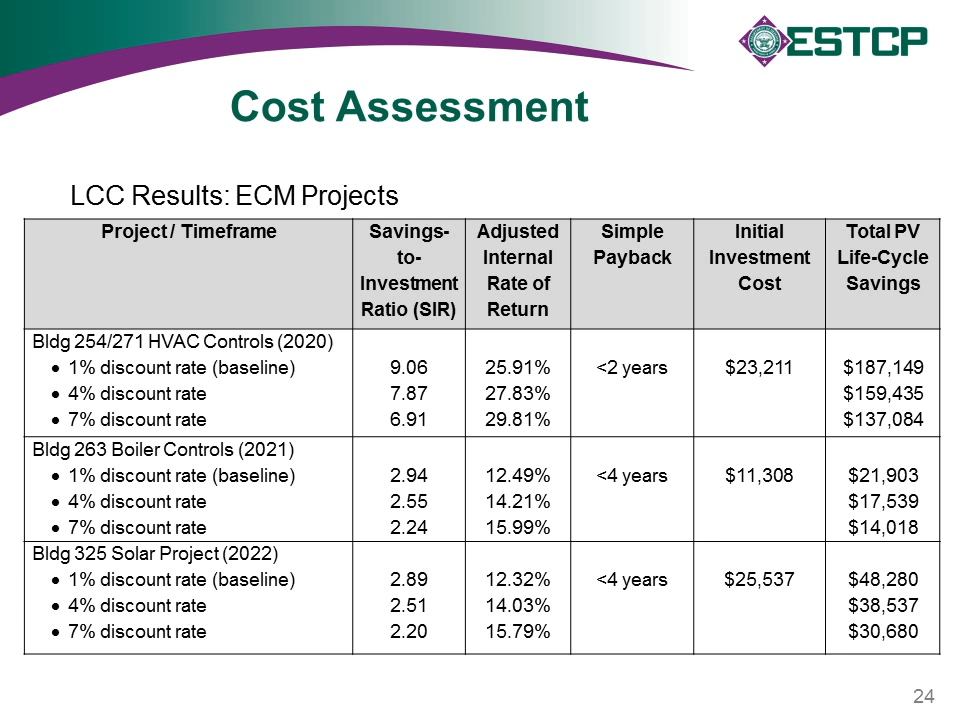 ESTCP
Cost Assessment
LCC Results: ECM Projects
Project / Timeframe
Savings-
to-
Investment
Ratio (SIR)
Adjusted
Internal
Rate of
Return
Simple
Payback
Initial
Investment
Cost
Total PV
Life-Cycle
Savings
Bldg 254/271 HVAC Controls (2020)
• 1% discount rate (baseline) 9.06 25.91% <2 years $23,211 $187,149
• 4% discount rate 7.87 27.83% $159,435
• 7% discount rate 6.91 29.81% $137,084
Bldg 263 Boiler Controls (2021)
• 1% discount rate (baseline) 2.94 12.49% <4 years $11,308 $21,903
• 4% discount rate 2.55 14.21% $17,539
• 7% discount rate 2.24 15.99% $14,018
Bldg 325 Solar Project (2022)
• 1% discount rate (baseline) 2.89 12.32% <4 years $25,537 $48,280
• 4% discount rate 2.51 14.03% $38,537
• 7% discount rate 2.20 15.79% $30,680
24